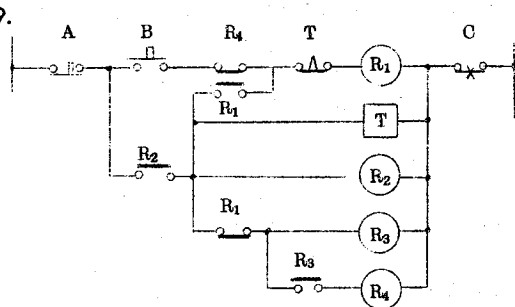 9.
A B R₄ T R₁ C
R₁
T
R₂ R₂
R₁ R₃
R₃ R₄